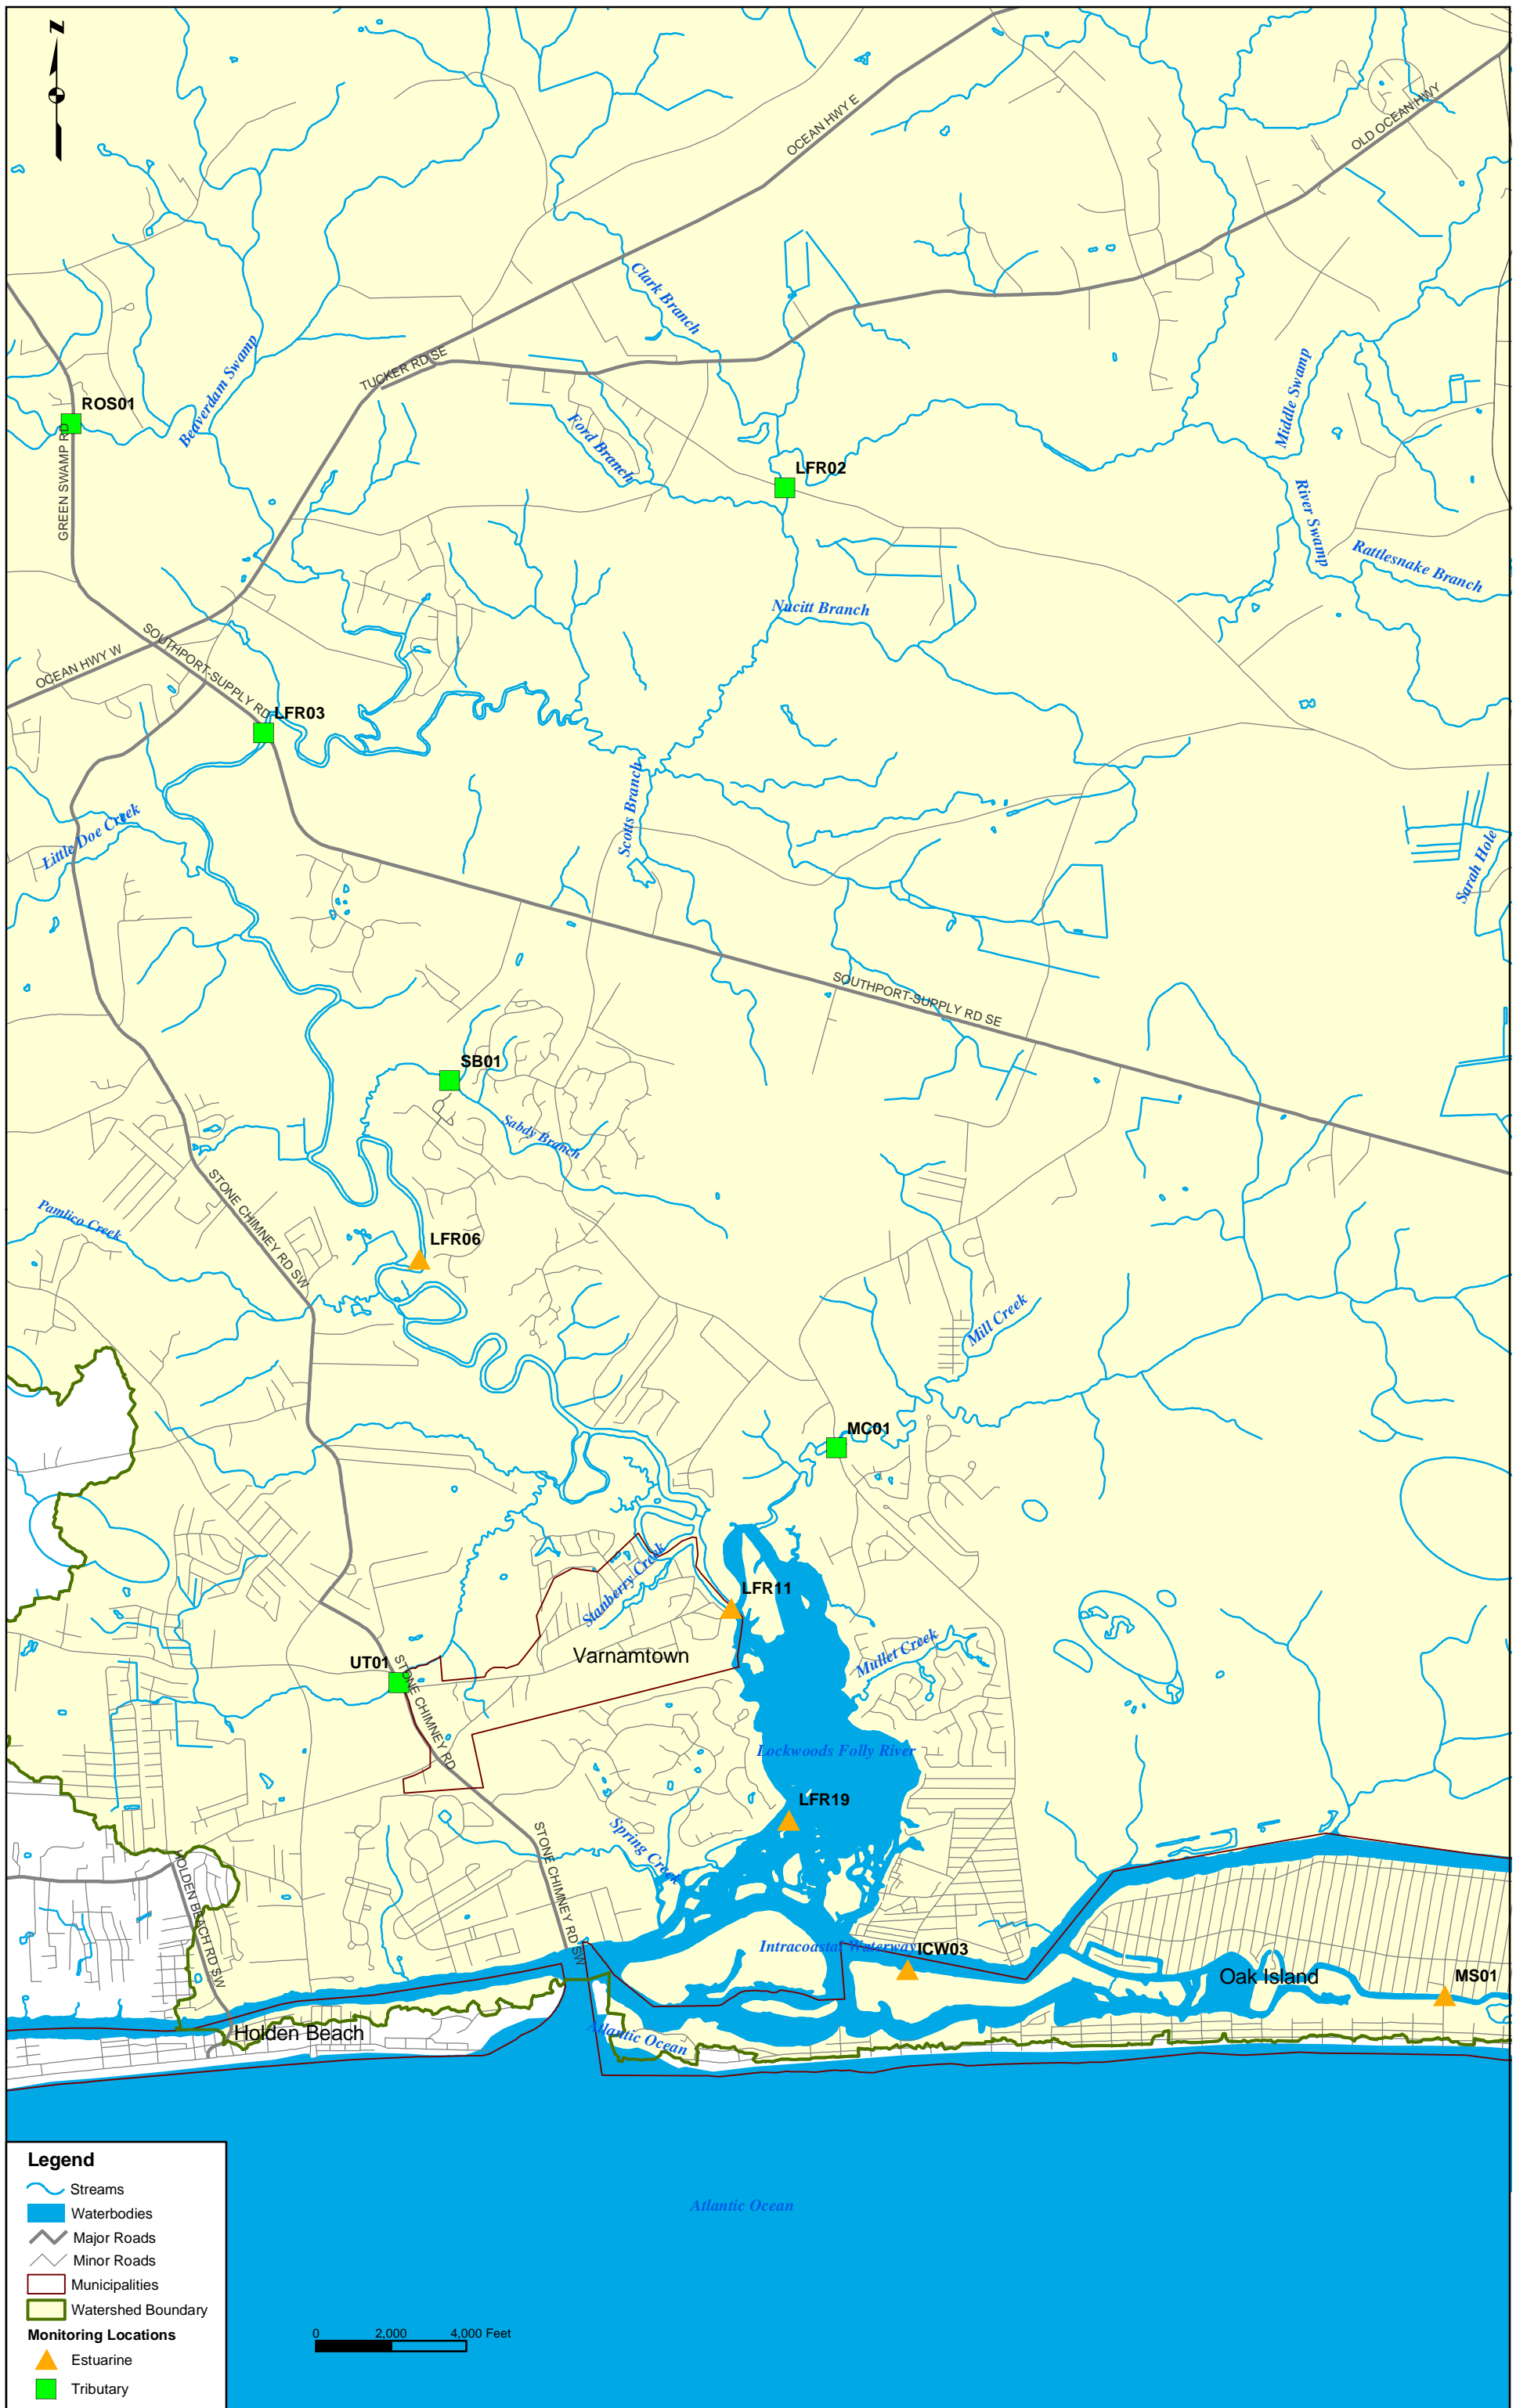 Z
OCEAN HWY E
OLD OCEAN HWY
Clark Branch
TUCKER RD SE
Beaverdam Swamp
Middle Swamp
ROS01
GREEN SWAMP RD
Ford Branch
LFR02
River Swamp
Rattlesnake Branch
Nucitt Branch
SOUTHPORT-SUPPLY RD
OCEAN HWY W
LFR03
Scotts Branch
Little Doe Creek
Sarah Hole
SOUTHPORT-SUPPLY RD SE
SB01
Sabdy Branch
STONE CHIMNEY RD SW
Pamlico Creek
LFR06
Mill Creek
MC01
Stanberry Creek
LFR11
Varnamtown
Mullet Creek
UT01
STONE CHIMNEY RD
Lockwoods Folly River
LFR19
Spring Creek
STONE CHIMNEY RD SW
HOLDEN BEACH RD SW
Intracoastal Waterway
ICW03
Oak Island
MS01
Holden Beach
Atlantic Ocean
Atlantic Ocean
Legend
Streams
Waterbodies
Major Roads
Minor Roads
Municipalities
Watershed Boundary
Monitoring Locations
Estuarine
Tributary
0 2,000 4,000 Feet